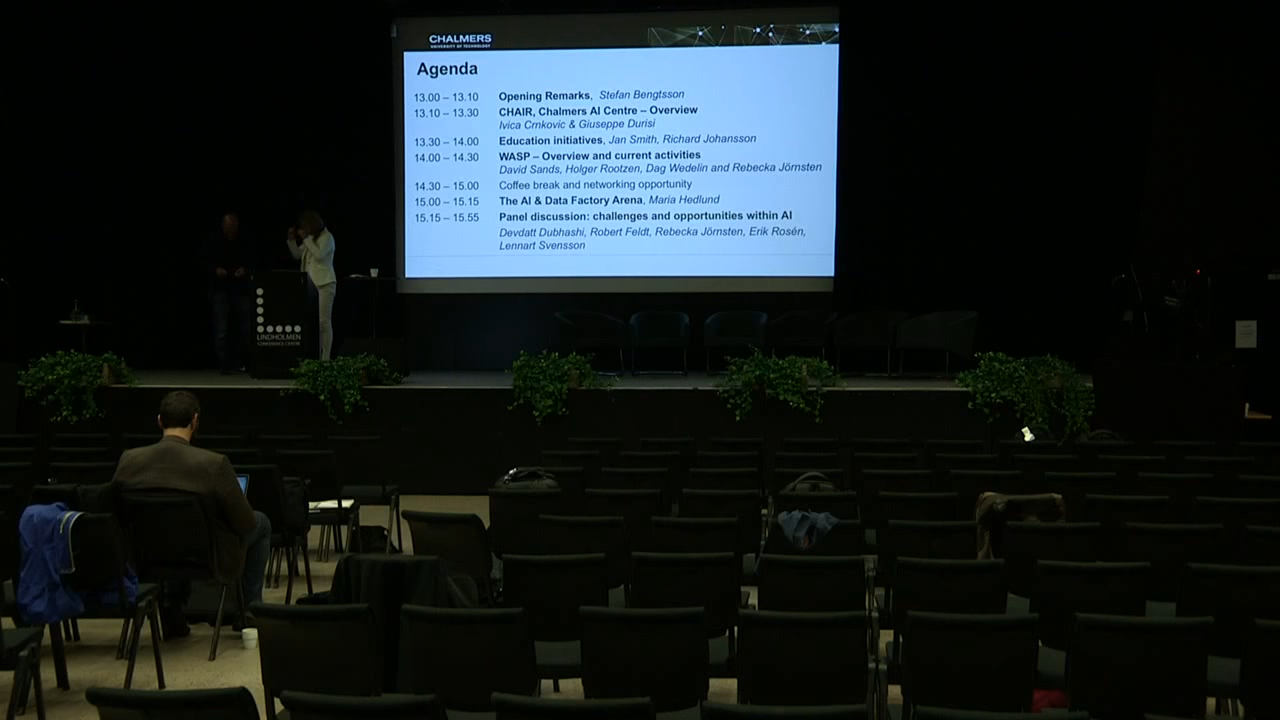 CHALMERS
UNIVERSITY OF TECHNOLOGY
Agenda
13.00 – 13.10 Opening Remarks, Stefan Bengtsson
13.10 – 13.30 CHAIR, Chalmers AI Centre – Overview
Ivica Crnkovic & Giuseppe Durisi
13.30 – 14.00 Education initiatives, Jan Smith, Richard Johansson
14.00 – 14.30 WASP – Overview and current activities
David Sands, Holger Rootzen, Dag Wedelin and Rebecka Jörnsten
14.30 – 15.00 Coffee break and networking opportunity
15.00 – 15.15 The AI & Data Factory Arena, Maria Hedlund
15.15 – 15.55 Panel discussion: challenges and opportunities within AI
Devdatt Dubhashi, Robert Feldt, Rebecka Jörnsten, Erik Rosén,
Lennart Svensson
LINDHOLMEN
CONFERENCE CENTRE